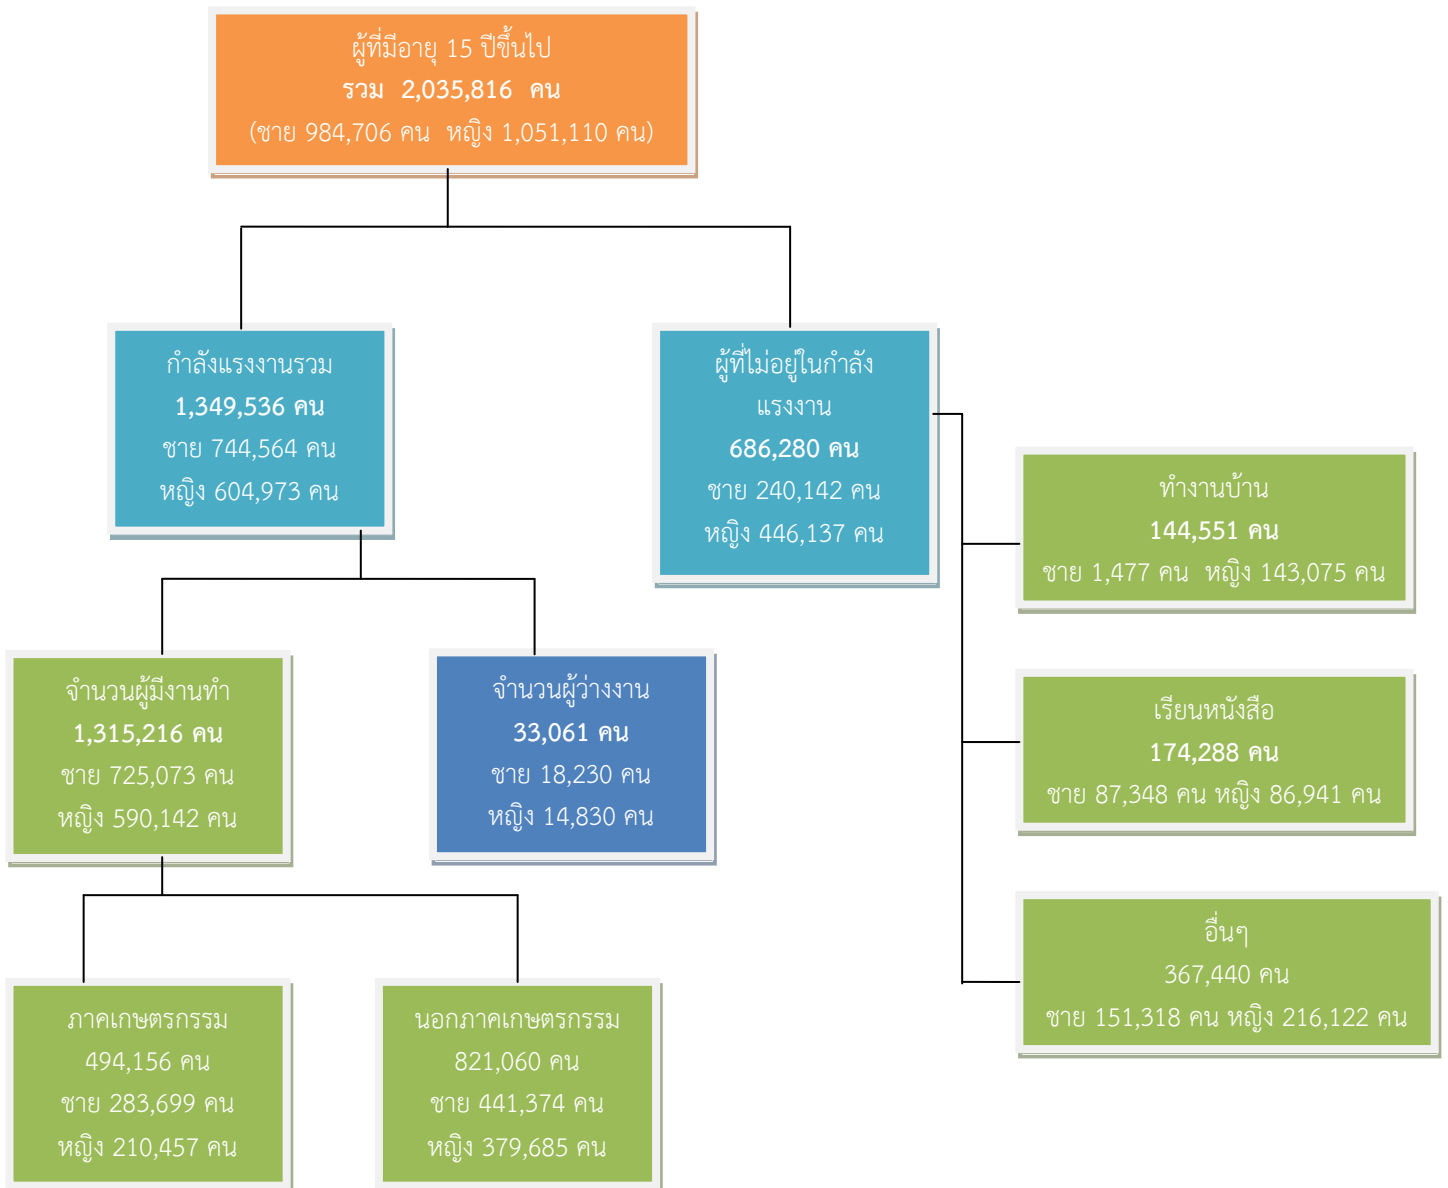 ผู้ที่มีอายุ 15 ปีขึ้นไป
รวม 2,035,816 คน
(ชาย 984,706 คน หญิง 1,051,110 คน)
กำลังแรงงานรวม
1,349,536 คน
ชาย 744,564 คน
หญิง 604,973 คน
ผู้ที่ไม่อยู่ในกำลัง
แรงงาน
686,280 คน
ชาย 240,142 คน
หญิง 446,137 คน
ทำงานบ้าน
144,551 คน
ชาย 1,477 คน หญิง 143,075 คน
จำนวนผู้มีงานทำ
1,315,216 คน
ชาย 725,073 คน
หญิง 590,142 คน
จำนวนผู้ว่างงาน
33,061 คน
ชาย 18,230 คน
หญิง 14,830 คน
เรียนหนังสือ
174,288 คน
ชาย 87,348 คน หญิง 86,941 คน
อื่นๆ
367,440 คน
ชาย 151,318 คน หญิง 216,122 คน
ภาคเกษตรกรรม
494,156 คน
ชาย 283,699 คน
หญิง 210,457 คน
นอกภาคเกษตรกรรม
821,060 คน
ชาย 441,374 คน
หญิง 379,685 คน